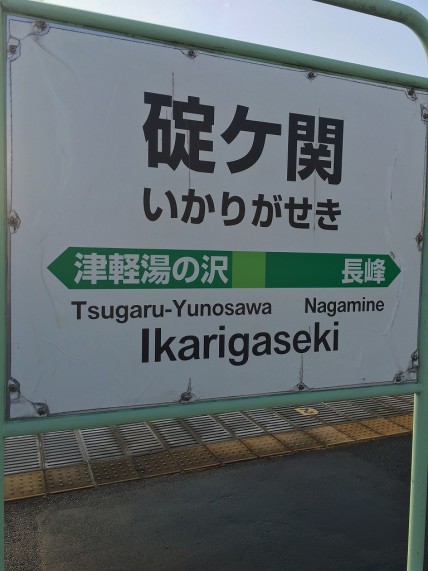 碇ケ関
いかりがせき
津軽湯の沢 長峰
Tsugaru-Yunosawa Nagamine
Ikarigaseki